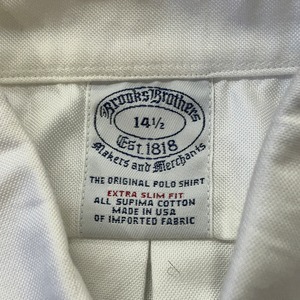 Brooks Brothers
14½
Est. 1818
Makers and Merchants
THE ORIGINAL POLO SHIRT
EXTRA SLIM FIT
ALL SUPIMA COTTON
MADE IN USA
OF IMPORTED FABRIC